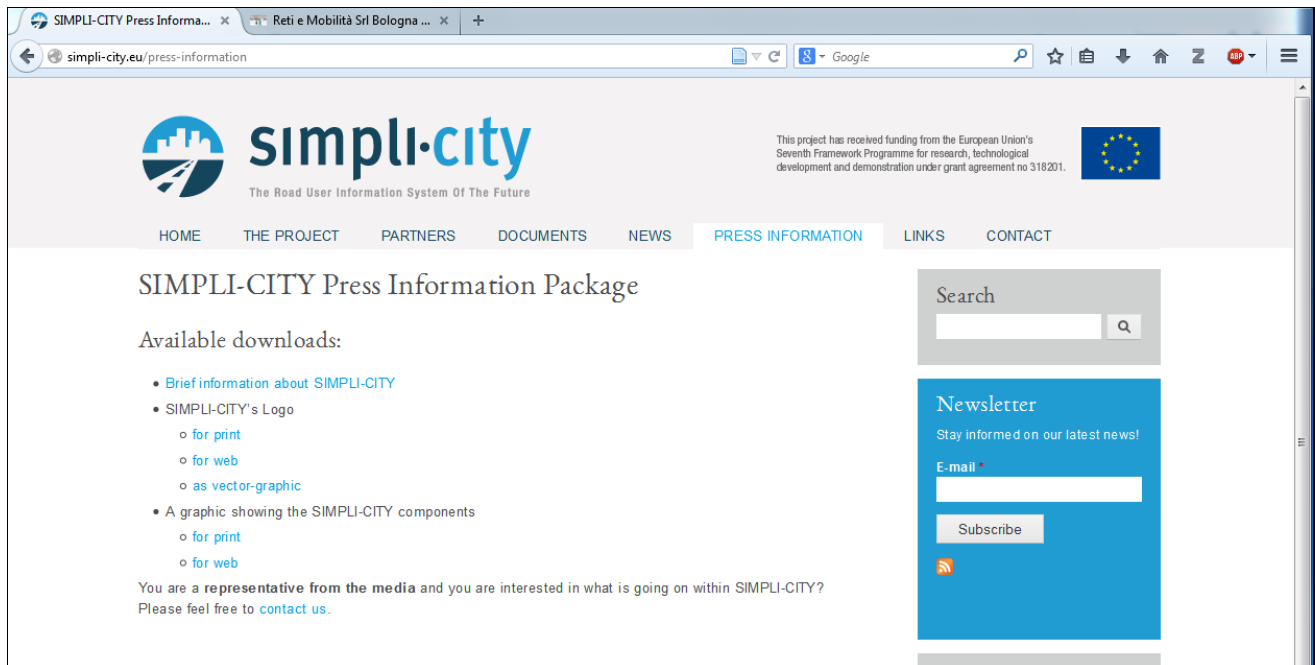 SIMPLI-CITY Press Informa... ×
Reti e Mobilità Srl Bologna ... × +
simpli-city.eu/press-information
8 Google
Z ABP
simpli·city
The Road User Information System Of The Future
This project has received funding from the European Union's
Seventh Framework Programme for research, technological
development and demonstration under grant agreement no 318201.
HOME THE PROJECT PARTNERS DOCUMENTS NEWS PRESS INFORMATION LINKS CONTACT
SIMPLI-CITY Press Information Package
Available downloads:
• Brief information about SIMPLI-CITY
• SIMPLI-CITY's Logo
o for print
o for web
o as vector-graphic
• A graphic showing the SIMPLI-CITY components
o for print
o for web
You are a representative from the media and you are interested in what is going on within SIMPLI-CITY?
Please feel free to contact us.
Search
Newsletter
Stay informed on our latest news!
E-mail *
Subscribe